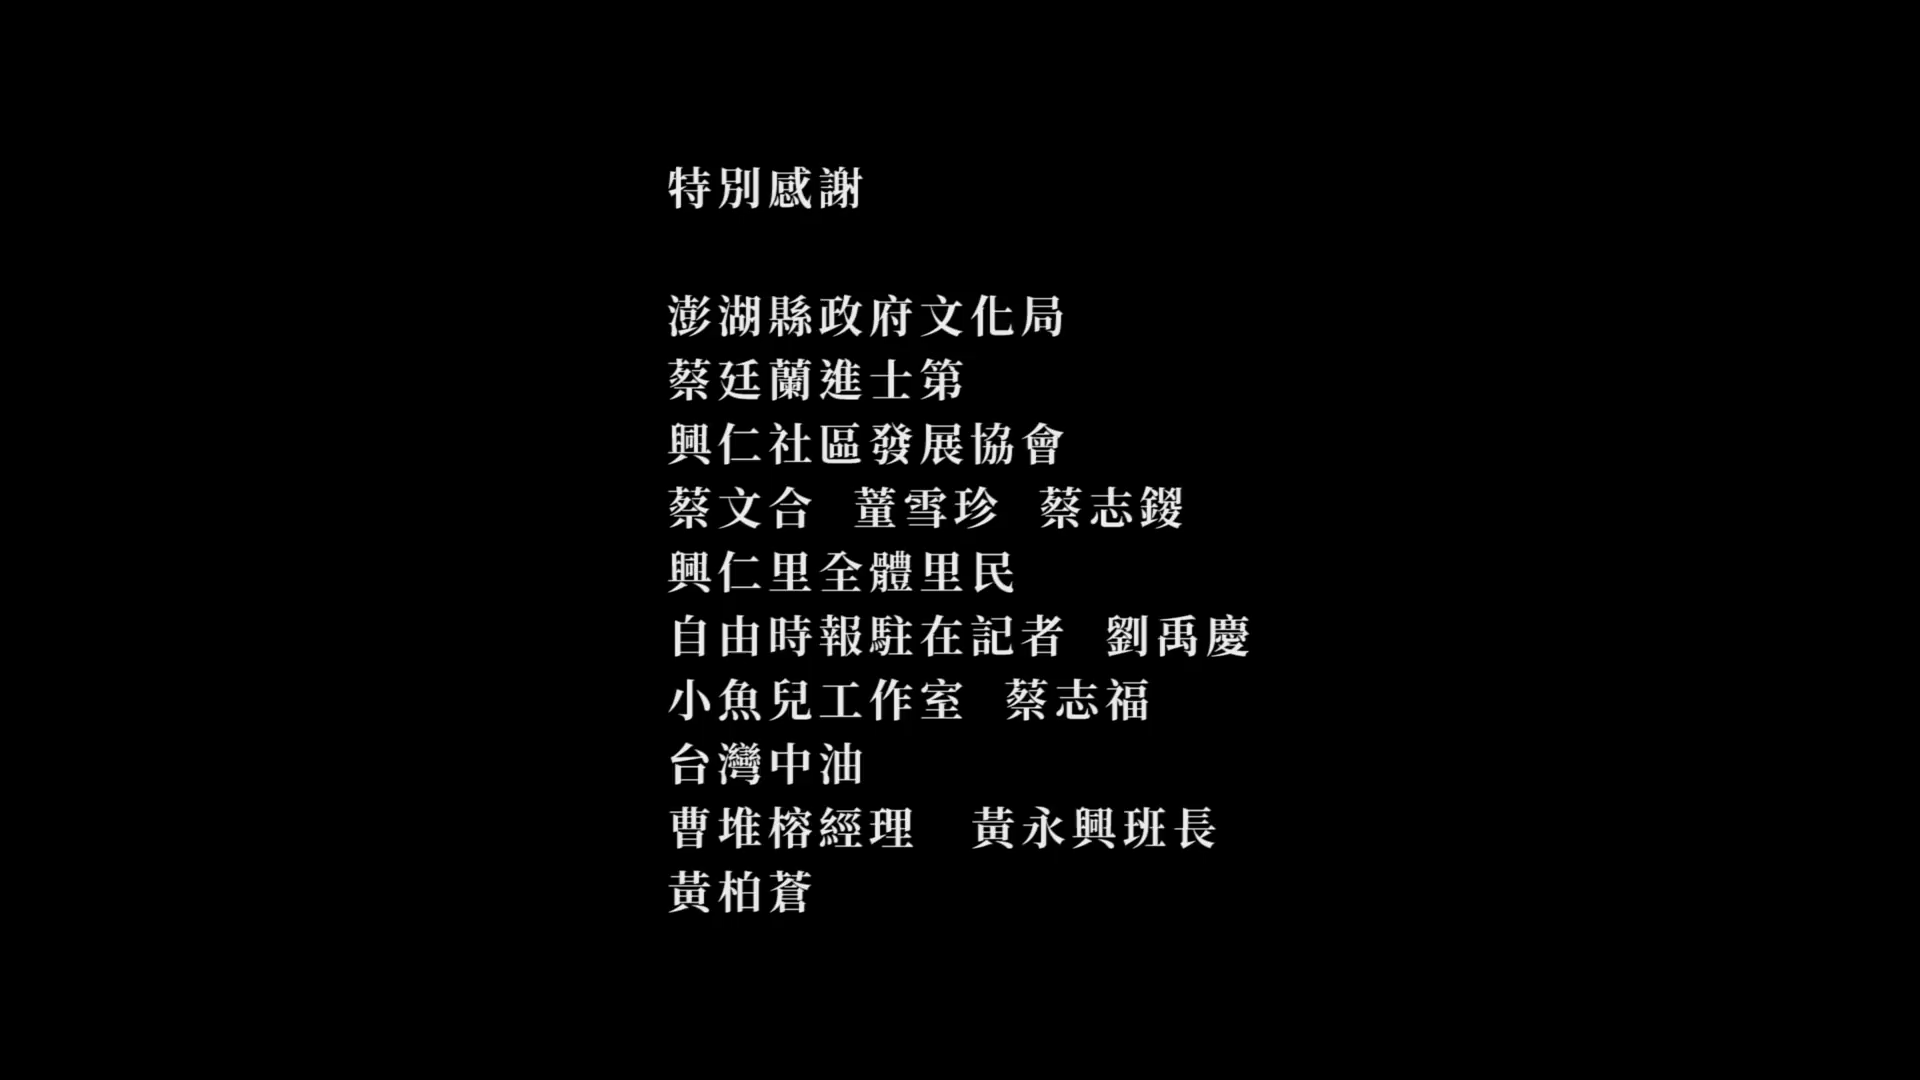 特別感謝
澎湖縣政府文化局
蔡廷蘭進士第
興仁社區發展協會
蔡文合 董雪珍 蔡志鍐
興仁里全體里民
自由時報駐在記者 劉禹慶
小魚兒工作室 蔡志福
台灣中油
曹堆榕經理 黃永興班長
黃柏蒼